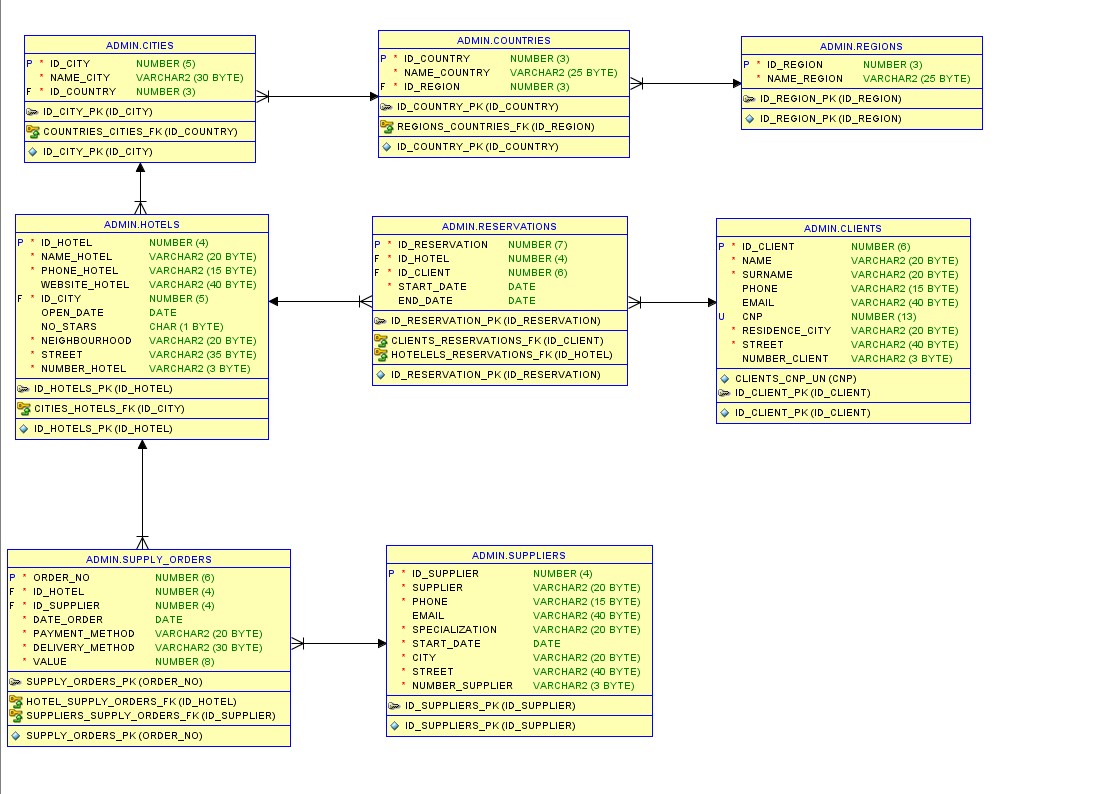 ADMIN.CITIES
P * ID_CITY NUMBER (5)
* NAME_CITY VARCHAR2 (30 BYTE)
F * ID_COUNTRY NUMBER (3)
ID_CITY_PK (ID_CITY)
COUNTRIES_CITIES_FK (ID_COUNTRY)
ID_CITY_PK (ID_CITY)
ADMIN.COUNTRIES
P * ID_COUNTRY NUMBER (3)
* NAME_COUNTRY VARCHAR2 (25 BYTE)
F * ID_REGION NUMBER (3)
ID_COUNTRY_PK (ID_COUNTRY)
REGIONS_COUNTRIES_FK (ID_REGION)
ID_COUNTRY_PK (ID_COUNTRY)
ADMIN.REGIONS
P * ID_REGION NUMBER (3)
* NAME_REGION VARCHAR2 (25 BYTE)
ID_REGION_PK (ID_REGION)
ID_REGION_PK (ID_REGION)
ADMIN.HOTELS
P * ID_HOTEL NUMBER (4)
* NAME_HOTEL VARCHAR2 (20 BYTE)
* PHONE_HOTEL VARCHAR2 (15 BYTE)
WEBSITE_HOTEL VARCHAR2 (40 BYTE)
F * ID_CITY NUMBER (5)
OPEN_DATE DATE
NO_STARS CHAR (1 BYTE)
* NEIGHBOURHOOD VARCHAR2 (20 BYTE)
* STREET VARCHAR2 (35 BYTE)
* NUMBER_HOTEL VARCHAR2 (3 BYTE)
ID_HOTELS_PK (ID_HOTEL)
CITIES_HOTELS_FK (ID_CITY)
ID_HOTELS_PK (ID_HOTEL)
ADMIN.RESERVATIONS
P * ID_RESERVATION NUMBER (7)
F * ID_HOTEL NUMBER (4)
F * ID_CLIENT NUMBER (6)
* START_DATE DATE
END_DATE DATE
ID_RESERVATION_PK (ID_RESERVATION)
CLIENTS_RESERVATIONS_FK (ID_CLIENT)
HOTELELS_RESERVATIONS_FK (ID_HOTEL)
ID_RESERVATION_PK (ID_RESERVATION)
ADMIN.CLIENTS
P * ID_CLIENT NUMBER (6)
* NAME VARCHAR2 (20 BYTE)
* SURNAME VARCHAR2 (20 BYTE)
PHONE VARCHAR2 (15 BYTE)
EMAIL VARCHAR2 (40 BYTE)
U CNP NUMBER (13)
* RESIDENCE_CITY VARCHAR2 (20 BYTE)
* STREET VARCHAR2 (40 BYTE)
NUMBER_CLIENT VARCHAR2 (3 BYTE)
CLIENTS_CNP_UN (CNP)
ID_CLIENT_PK (ID_CLIENT)
ID_CLIENT_PK (ID_CLIENT)
ADMIN.SUPPLY_ORDERS
P * ORDER_NO NUMBER (6)
F * ID_HOTEL NUMBER (4)
F * ID_SUPPLIER NUMBER (4)
* DATE_ORDER DATE
* PAYMENT_METHOD VARCHAR2 (20 BYTE)
* DELIVERY_METHOD VARCHAR2 (30 BYTE)
* VALUE NUMBER (8)
SUPPLY_ORDERS_PK (ORDER_NO)
HOTEL_SUPPLY_ORDERS_FK (ID_HOTEL)
SUPPLIERS_SUPPLY_ORDERS_FK (ID_SUPPLIER)
SUPPLY_ORDERS_PK (ORDER_NO)
ADMIN.SUPPLIERS
P * ID_SUPPLIER NUMBER (4)
* SUPPLIER VARCHAR2 (20 BYTE)
* PHONE VARCHAR2 (15 BYTE)
EMAIL VARCHAR2 (40 BYTE)
* SPECIALIZATION VARCHAR2 (20 BYTE)
* START_DATE DATE
* CITY VARCHAR2 (20 BYTE)
* STREET VARCHAR2 (40 BYTE)
* NUMBER_SUPPLIER VARCHAR2 (3 BYTE)
ID_SUPPLIERS_PK (ID_SUPPLIER)
ID_SUPPLIERS_PK (ID_SUPPLIER)